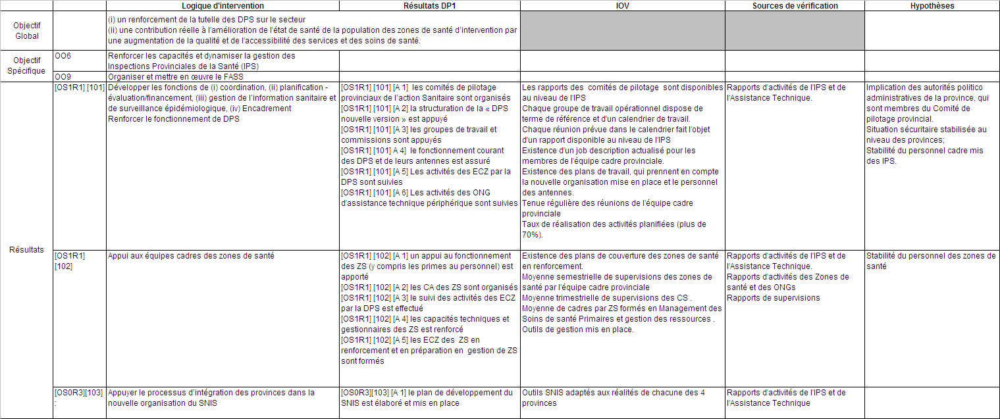 Logique d'intervention
Résultats DP1
IOV
Sources de vérification
Hypothèses
Objectif
Global
(i) un renforcement de la tutelle des DPS sur le secteur
(ii) une contribution réelle à l'amélioration de l'état de santé de la population des zones de santé d'intervention par
une augmentation de la qualité et de l'accessibilité des services et des soins de santé.
Objectif
Spécifique
OO6
Renforcer les capacités et dynamiser la gestion des
Inspections Provinciales de la Santé (IPS)
OO9
Organiser et mettre en œuvre le FASS
Résultats
[OS1R1] [101]
Développer les fonctions de (i) coordination, (ii) planification -
évaluation/financement, (iii) gestion de l'information sanitaire et
de surveillance épidémiologique, (iv) Encadrement
Renforcer le fonctionnement de DPS
[OS1R1] [101] [A 1]  les comités de pilotage
provinciaux de l'action Sanitaire sont organisés
[OS1R1] [101] [A 2] la structuration de la « DPS
nouvelle version » est appuyé
[OS1R1] [101] [A 3] les groupes de travail et
commissions sont appuyés
[OS1R1] [101] A 4]  le fonctionnement courant
des DPS et de leurs antennes est assuré
[OS1R1] [101] [A 5] Les activités des ECZ par la
DPS sont suivies
[OS1R1] [101] [A 6] Les activités des ONG
d'assistance technique périphérique sont suivies
Les rapports des  comités de pilotage  sont disponibles
au niveau de l'IPS
Chaque groupe de travail opérationnel dispose de
terme de référence et d'un calendrier de travail.
Chaque réunion prévue dans le calendrier fait l'objet
d'un rapport disponible au niveau de l'IPS
Existence d'un job description actualisé pour les
membres de l'équipe cadre provinciale.
Existence des plans de travail, qui prennent en compte
la nouvelle organisation mise en place et le personnel
des antennes.
Tenue régulière des réunions de l'équipe cadre
provinciale
Taux de réalisation des activités planifiées (plus de
70%).
Rapports d'activités de l'IPS et de
l'Assistance Technique.
Implication des autorités politico
administratives de la province, qui
sont membres du Comité de
pilotage provincial.
Situation sécuritaire stabilisée au
niveau des provinces;
Stabilité du personnel cadre mis
des IPS.
[OS1R1]
[102]
Appui aux équipes cadres des zones de santé
[OS1R1] [102] [A 1] un appui au fonctionnement
des ZS (y compris les primes au personnel) est
apporté
[OS1R1] [102] [A 2] les CA des ZS sont organisés
[OS1R1] [102] [A 3] le suivi des activités des ECZ
par la DPS est effectué
[OS1R1] [102] [A 4] les capacités techniques et
gestionnaires des ZS est renforcé
[OS1R1] [102] [A 5] les ECZ des  ZS en
renforcement et en préparation en  gestion de ZS
sont formés
Existence des plans de couverture des zones de santé
en renforcement.
Moyenne semestrielle de supervisions des zones de
santé par l'équipe cadre provinciale
Moyenne trimestrielle de supervisions des CS .
Moyenne de cadres par ZS formés en Management des
Soins de santé Primaires et gestion des ressources .
Outils de gestion mis en place.
Rapports d'activités de l'IPS et de
l'Assistance Technique.
Rapports d'activités des Zones de
santé et des ONGs
Rapports de supervisions
Stabilité du personnel des zones de
santé
[OS0R3][103]
:
Appuyer le processus d'intégration des provinces dans la
nouvelle organisation du SNIS
[OS0R3][103] [A 1] le plan de développement du
SNIS est élaboré et mis en place
Outils SNIS adaptés aux réalités de chacune des 4
provinces
Rapports d'activités de l'IPS et de
l'Assistance Technique